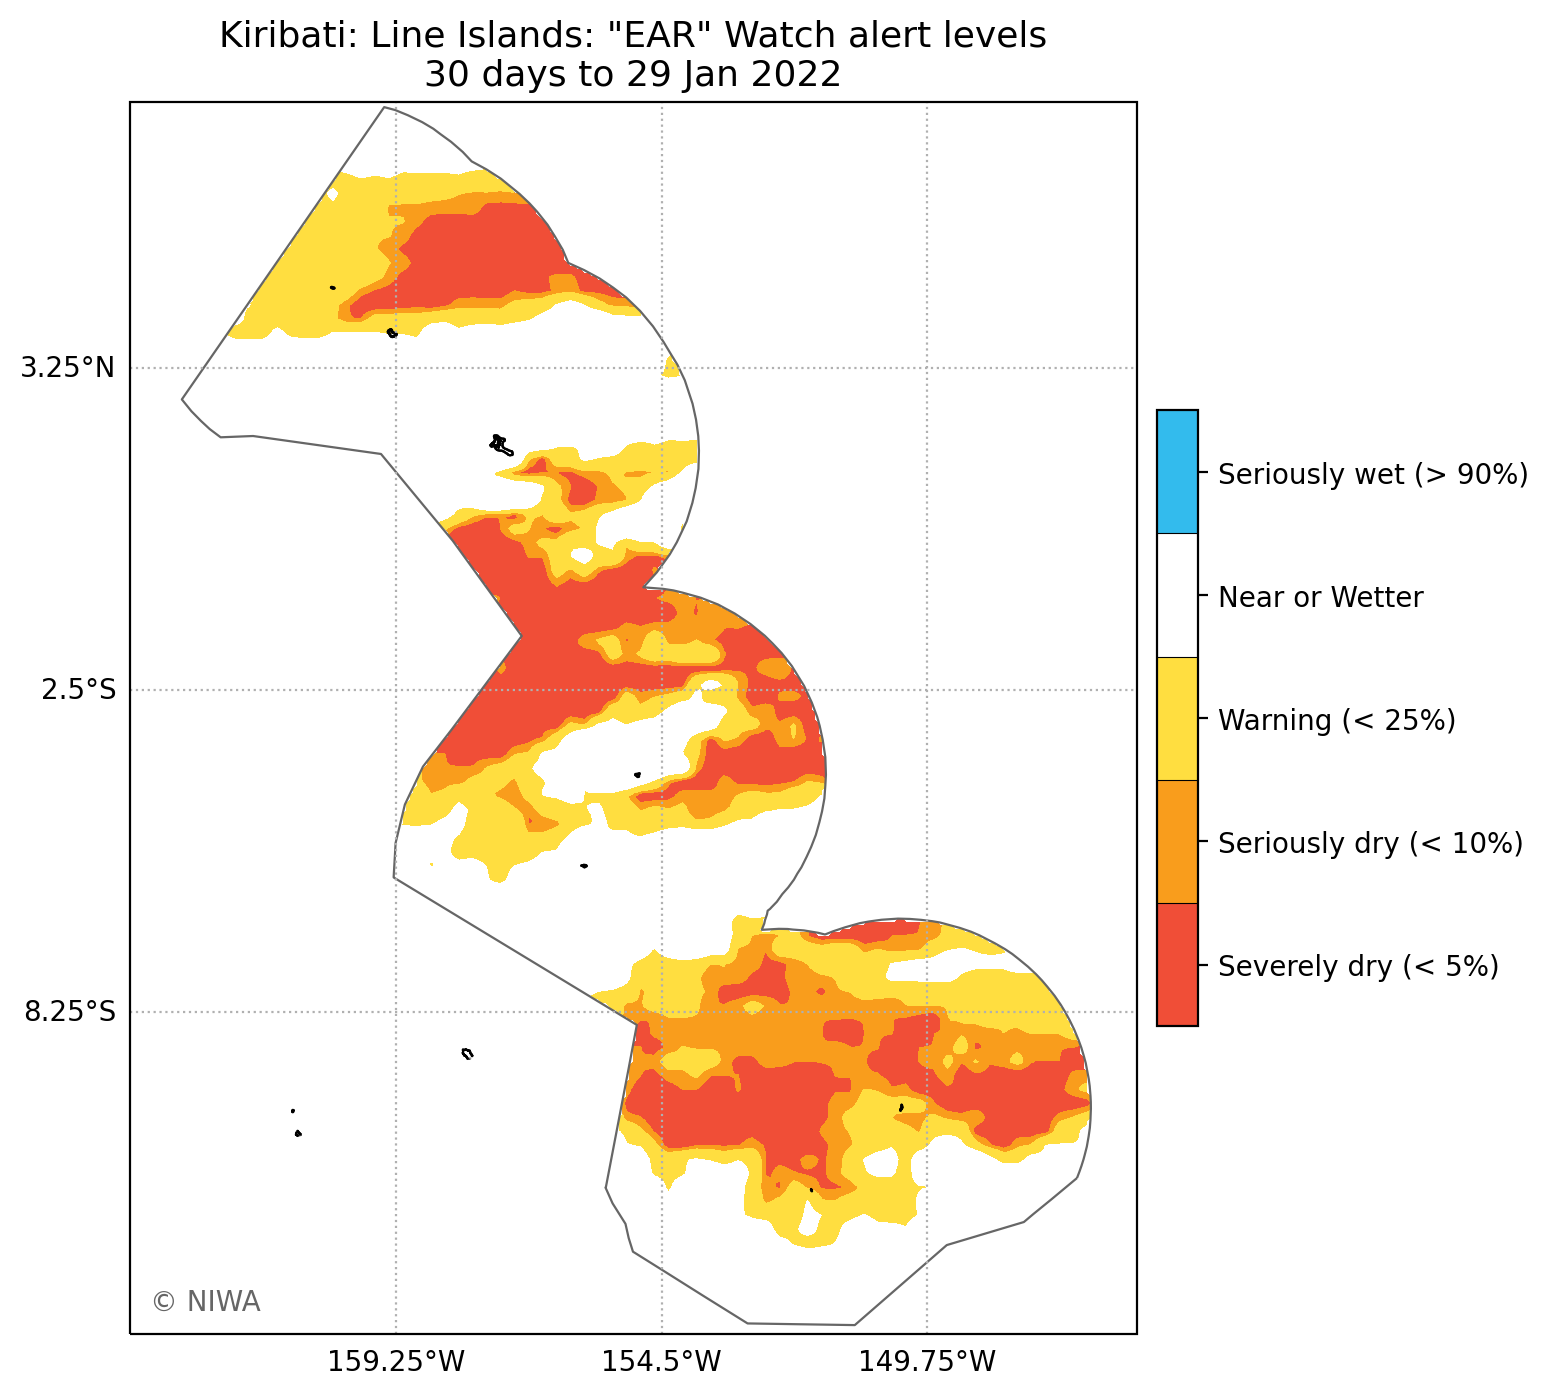 Kiribati: Line Islands: "EAR" Watch alert levels
30 days to 29 Jan 2022
3.25°N
2.5°S
8.25°S
159.25°W
154.5°W
149.75°W
Seriously wet (> 90%)
Near or Wetter
Warning (< 25%)
Seriously dry (< 10%)
Severely dry (< 5%)
© NIWA